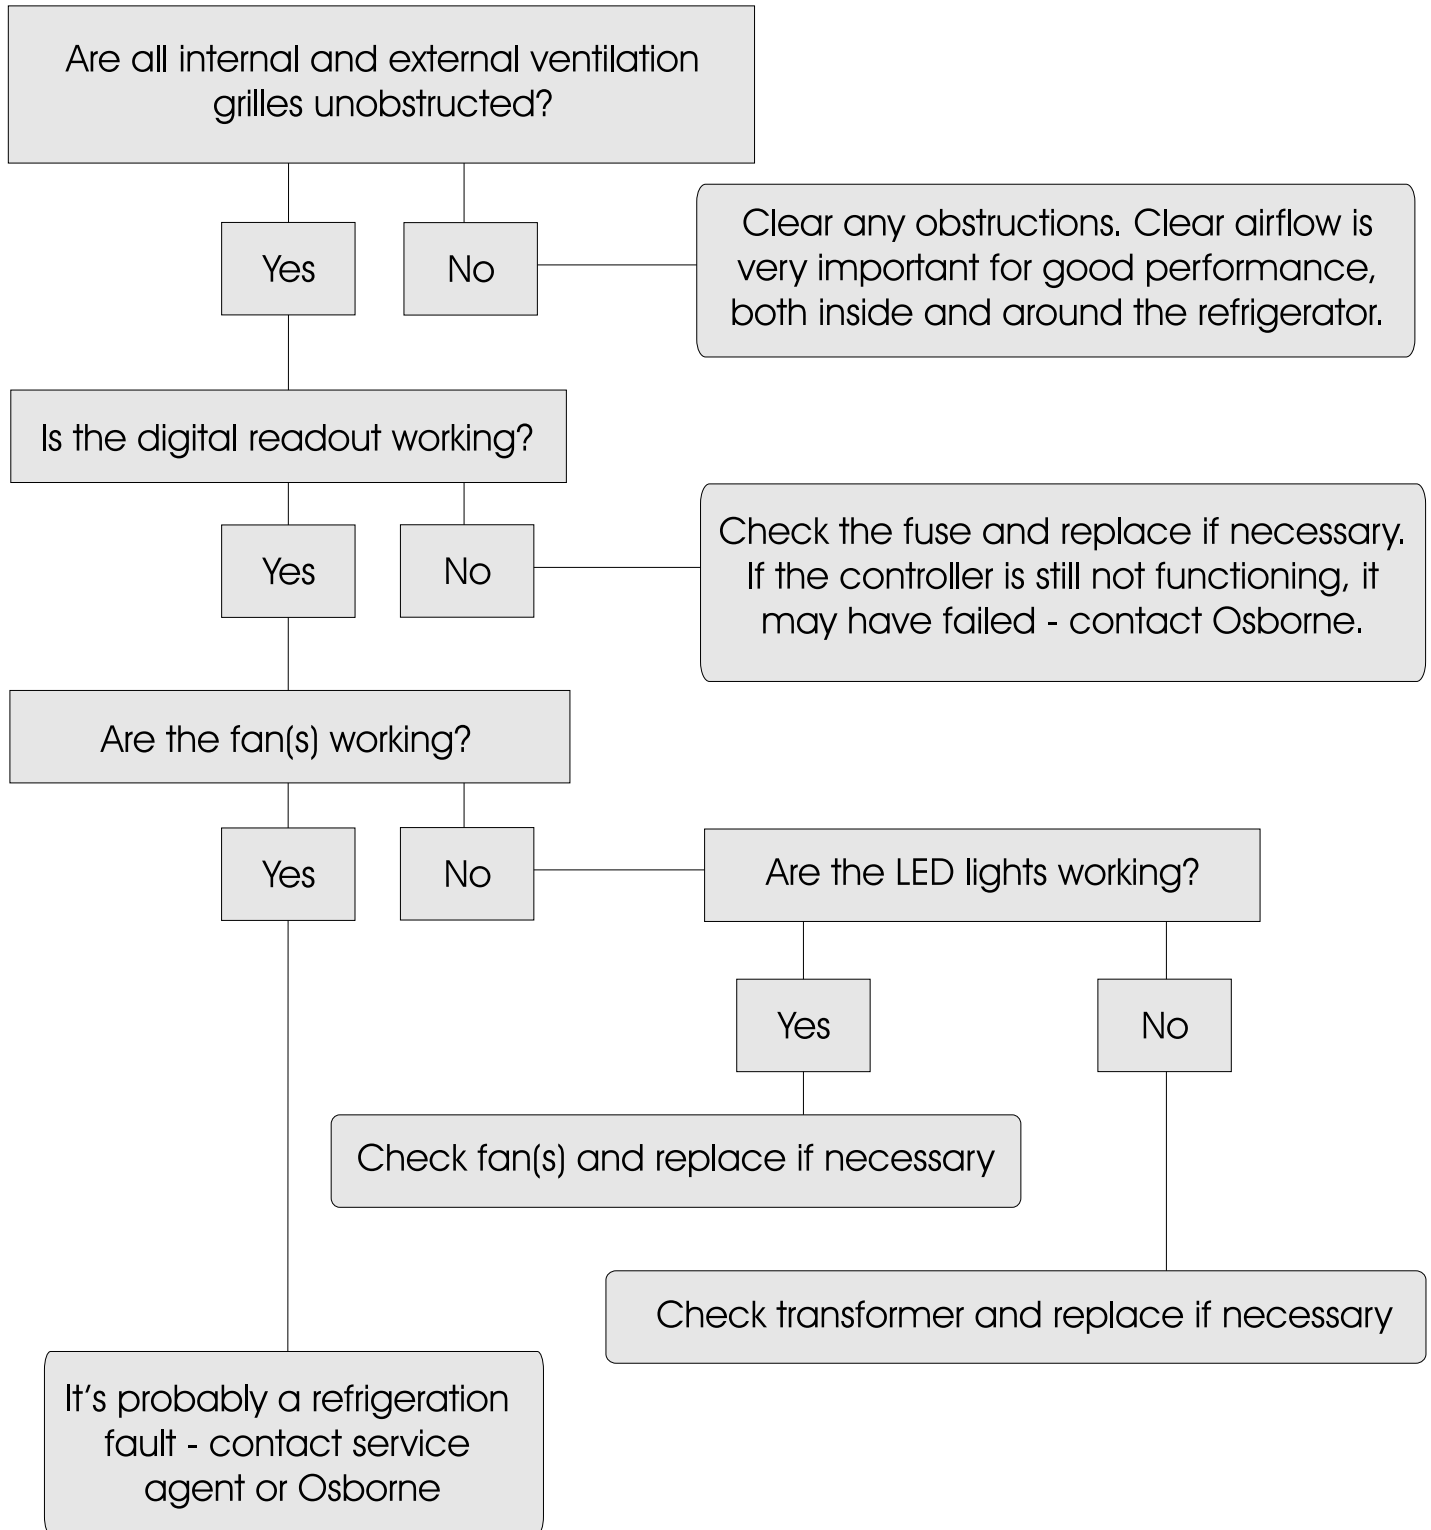 Are all internal and external ventilation
grilles unobstructed?
Yes
No
Clear any obstructions. Clear airflow is
very important for good performance,
both inside and around the refrigerator.
Is the digital readout working?
Yes
No
Check the fuse and replace if necessary.
If the controller is still not functioning, it
may have failed - contact Osborne.
Are the fan(s) working?
Yes
No
Are the LED lights working?
Yes
No
Check fan(s) and replace if necessary
Check transformer and replace if necessary
It's probably a refrigeration
fault - contact service
agent or Osborne